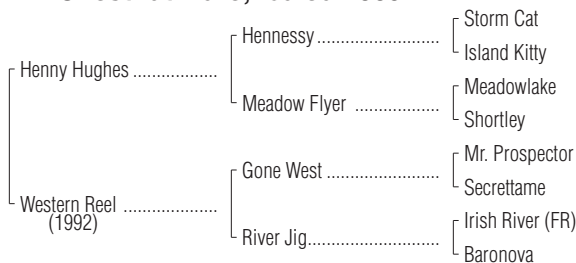 Storm Cat
Hennessy ..............................
Island Kitty
Henny Hughes ....................
Meadowlake
Meadow Flyer .....................
Shortley
Mr. Prospector
Gone West ............................
Secrettame
Western Reel .......................
(1992)
Irish River (FR)
River Jig.................................
Baronova